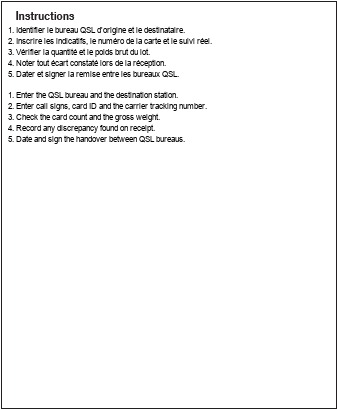 Instructions
1. Identifier le bureau QSL d'origine et le destinataire.
2. Inscrire les indicatifs, le numéro de la carte et le suivi réel.
3. Vérifier la quantité et le poids brut du lot.
4. Noter tout écart constaté lors de la réception.
5. Dater et signer la remise entre les bureaux QSL.
1. Enter the QSL bureau and the destination station.
2. Enter call signs, card ID and the carrier tracking number.
3. Check the card count and the gross weight.
4. Record any discrepancy found on receipt.
5. Date and sign the handover between QSL bureaus.